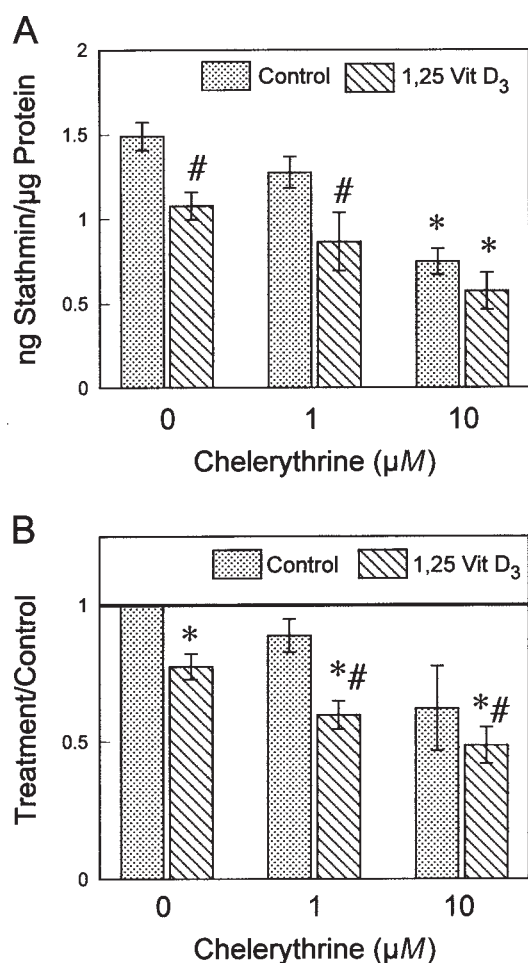 A
2
Control 1,25 Vit D₃
#
1.5
#
1
* *
0.5
0
ng Stathmin/µg Protein
0 1 10
Chelerythrine (µM)
B
Control 1,25 Vit D₃
1
*
*#
*#
0.5
0
Treatment/Control
0 1 10
Chelerythrine (µM)